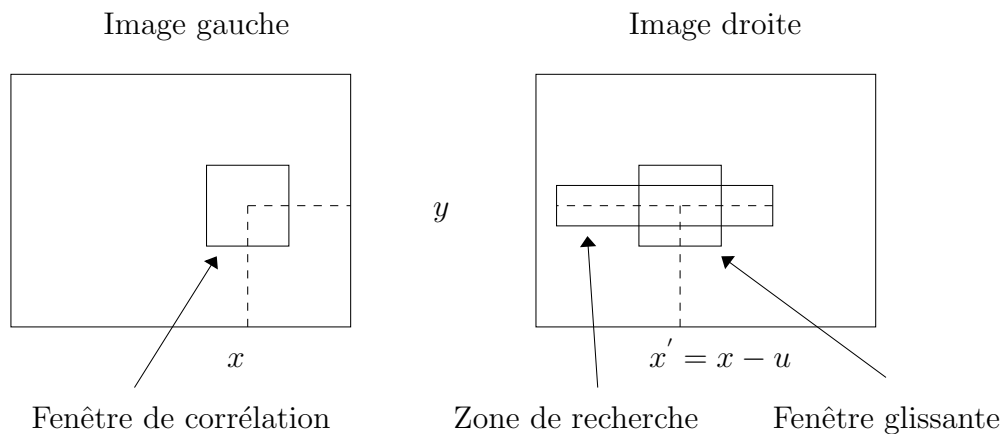 Image gauche
Image droite
y
x
x' = x − u
Fenêtre de corrélation
Zone de recherche
Fenêtre glissante